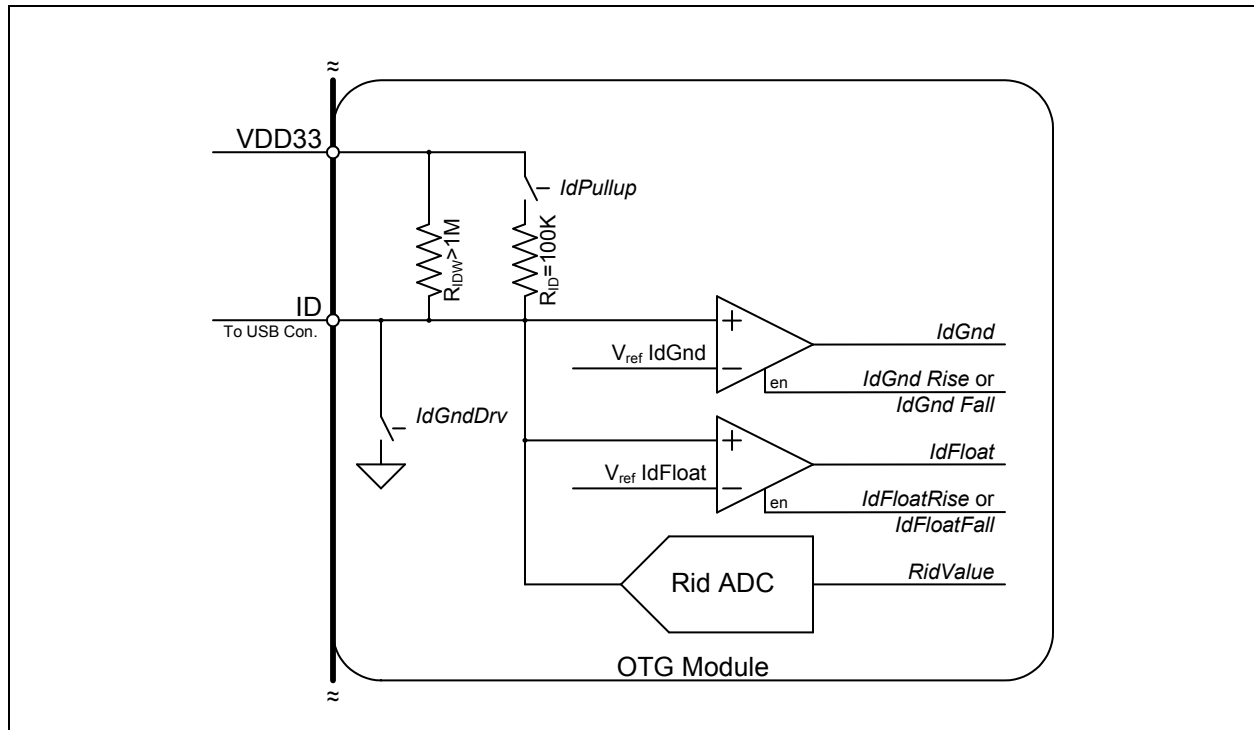 ≈
VDD33
IdPullup
RIDW>1M
RID=100K
ID
To USB Con.
+
Vref IdGnd
−
IdGnd
en
IdGnd Rise or
IdGnd Fall
IdGndDrv
+
Vref IdFloat
−
IdFloat
en
IdFloatRise or
IdFloatFall
Rid ADC
RidValue
OTG Module
≈